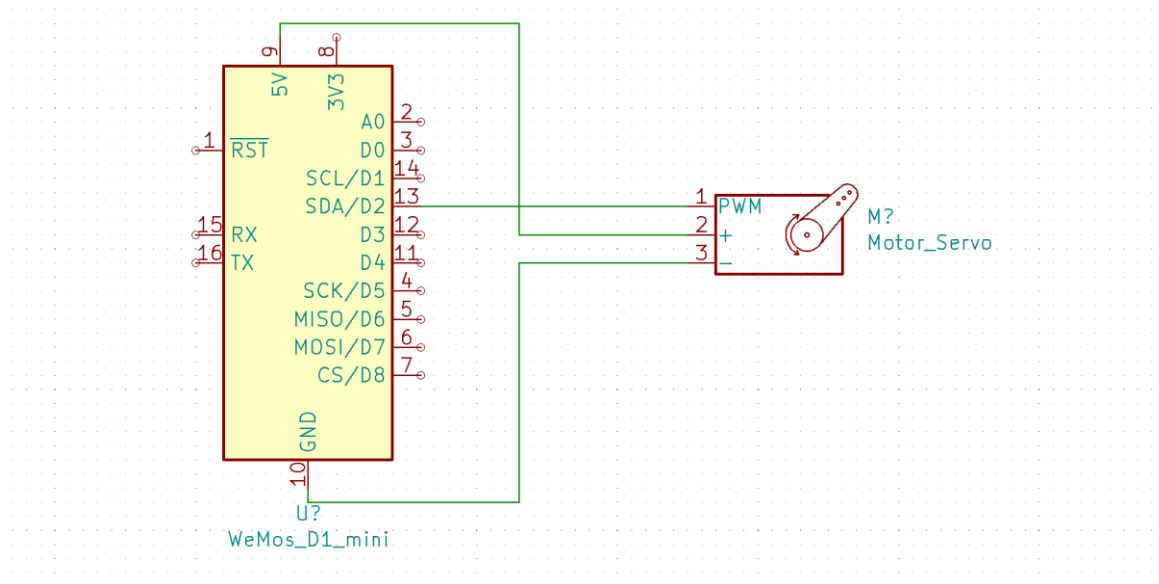 9
8
5V
3V3
A0 2
1 RST D0 3
SCL/D1 14
SDA/D2 13
15 RX D3 12
16 TX D4 11
SCK/D5 4
MISO/D6 5
MOSI/D7 6
CS/D8 7
GND
10
U?
WeMos_D1_mini
1 PWM
2 +
3 -
M?
Motor_Servo